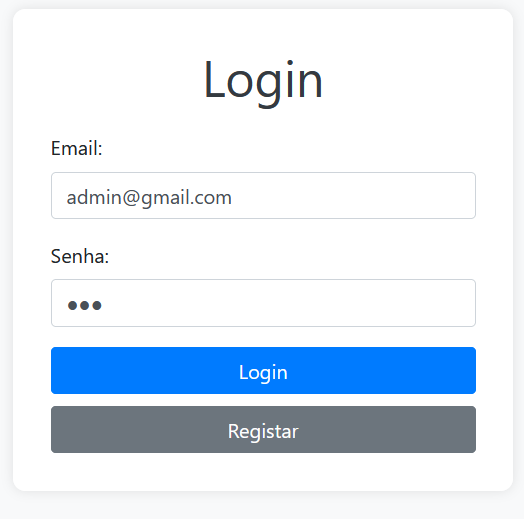 Login
Email:
admin@gmail.com
Senha:
●●●
Login
Registar